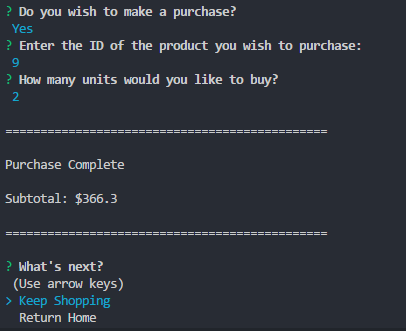 ? Do you wish to make a purchase?
Yes
? Enter the ID of the product you wish to purchase:
9
? How many units would you like to buy?
2
==============================================
Purchase Complete
Subtotal: $366.3
==============================================
? What's next?
(Use arrow keys)
> Keep Shopping
Return Home